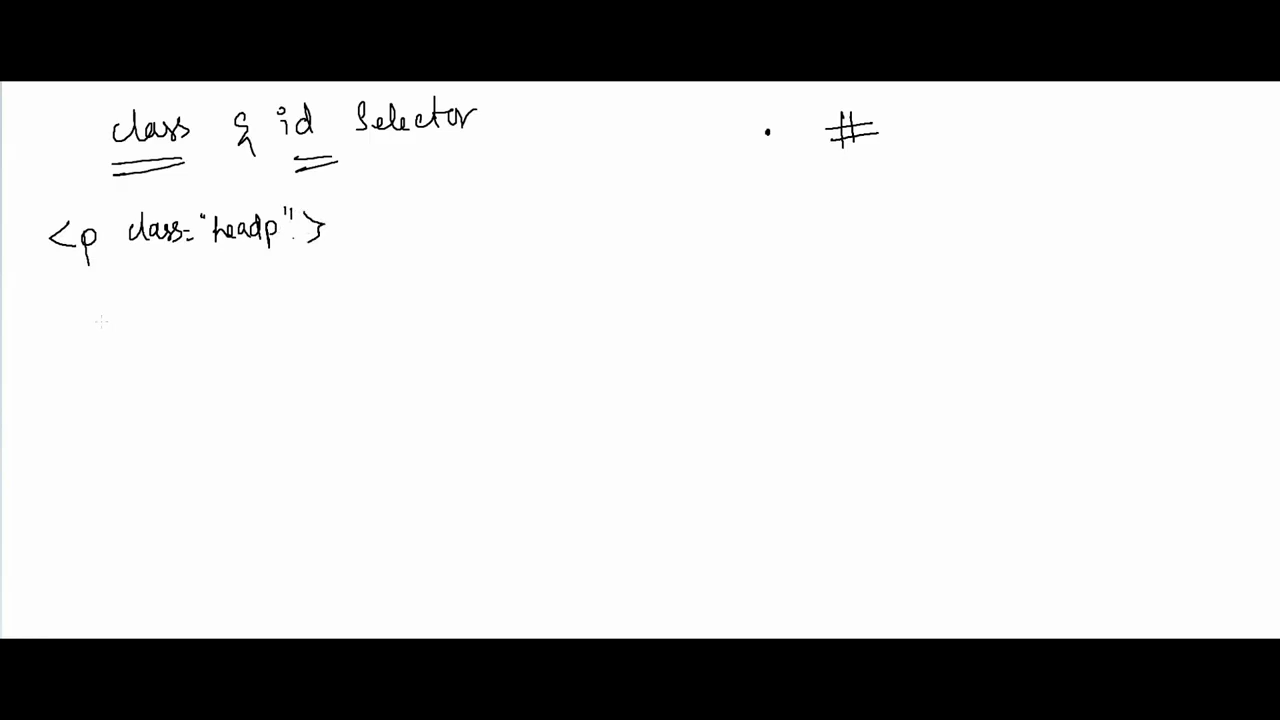 class & id Selector . #
<p class="headp">